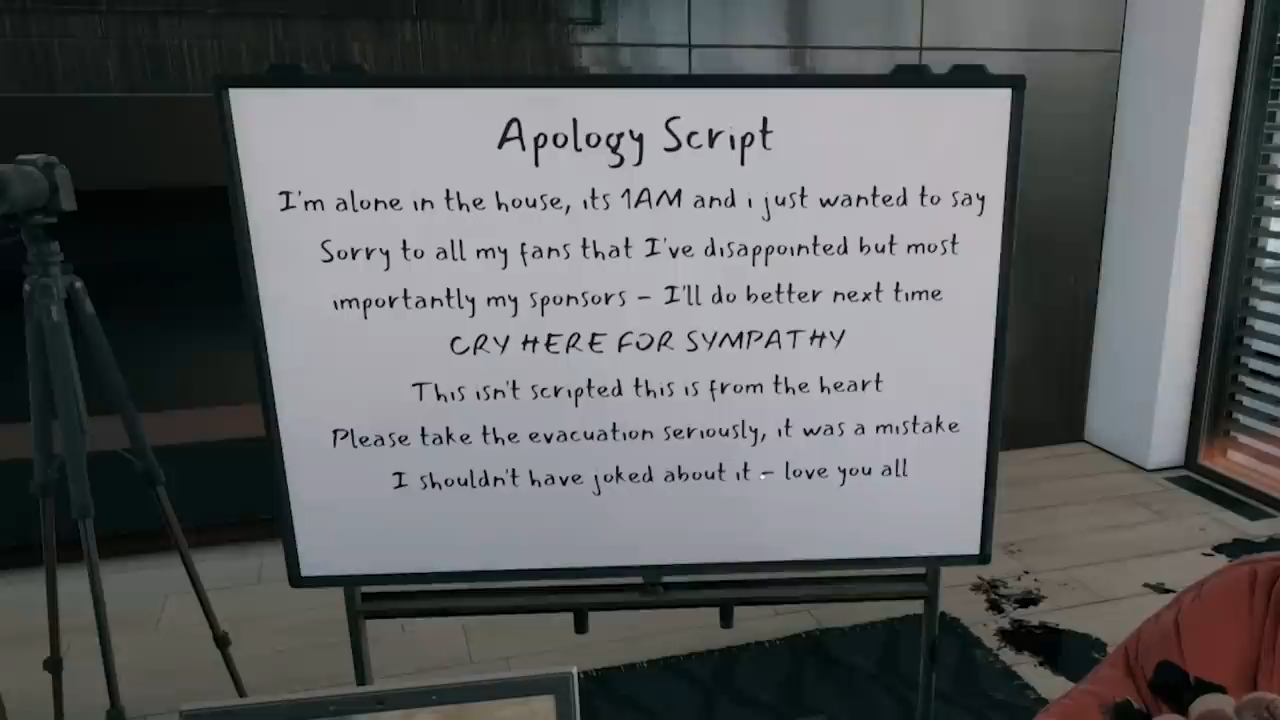 Apology Script
I'm alone in the house, its 1AM and i just wanted to say
Sorry to all my fans that I've disappointed but most
importantly my sponsors - I'll do better next time
CRY HERE FOR SYMPATHY
This isn't scripted this is from the heart
Please take the evacuation seriously, it was a mistake
I shouldn't have joked about it - love you all